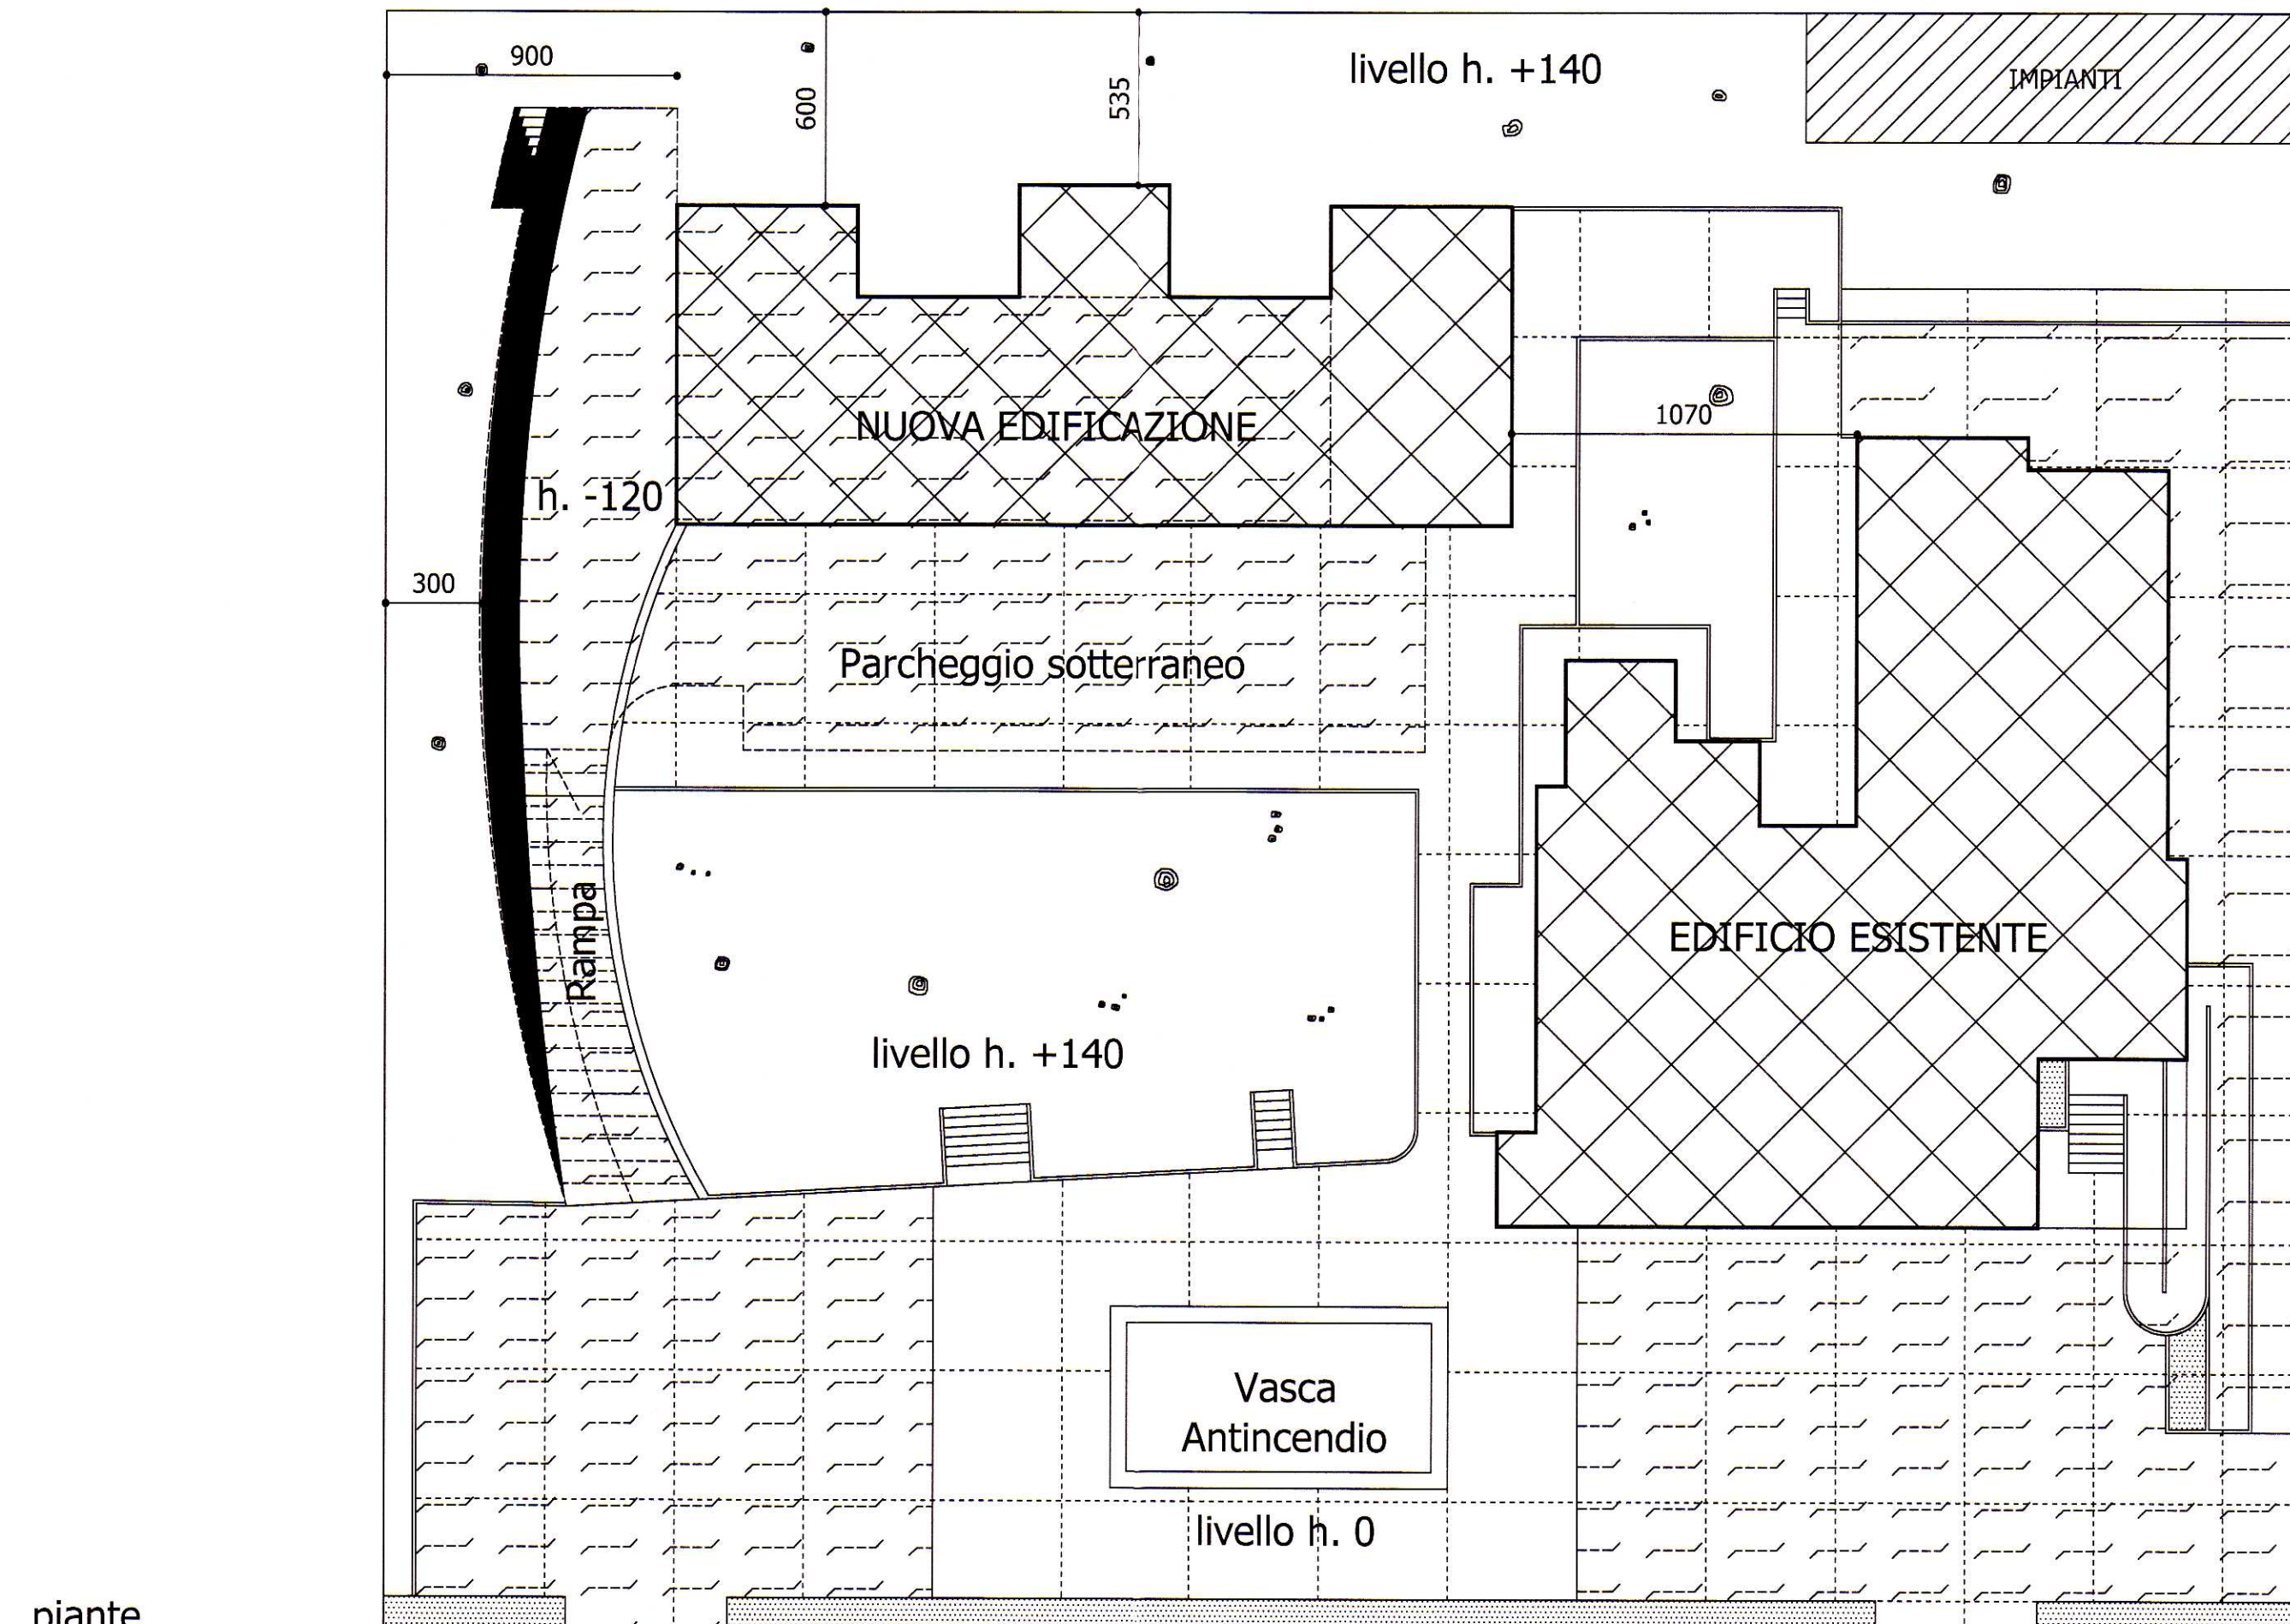 900
600
535
livello h. +140
IMPIANTI
1070
NUOVA EDIFICAZIONE
h. -120
300
Parcheggio sotterraneo
Rampa
EDIFICIO ESISTENTE
livello h. +140
Vasca
Antincendio
livello h. 0
piante